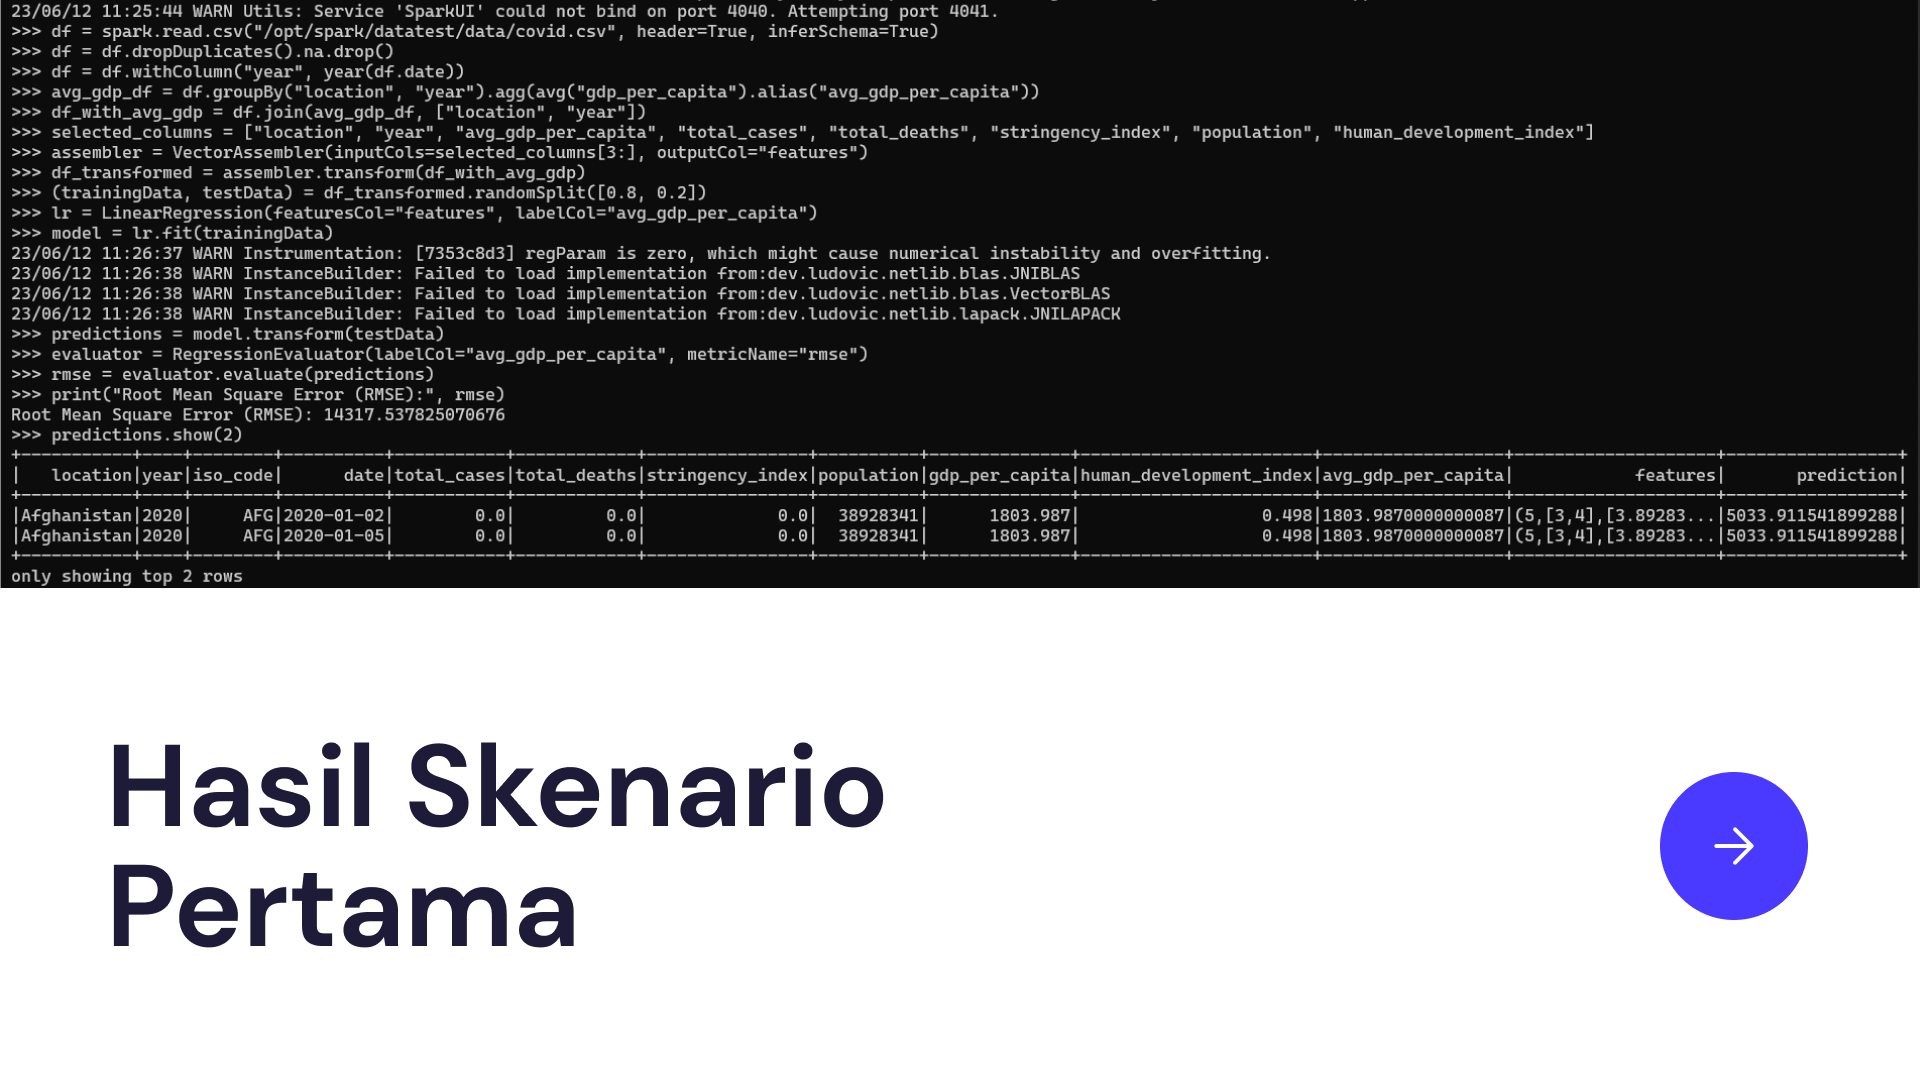 23/06/12 11:25:44 WARN Utils: Service 'SparkUI' could not bind on port 4040. Attempting port 4041.
>>> df = spark.read.csv("/opt/spark/datatest/data/covid.csv", header=True, inferSchema=True)
>>> df = df.dropDuplicates().na.drop()
>>> df = df.withColumn("year", year(df.date))
>>> avg_gdp_df = df.groupBy("location", "year").agg(avg("gdp_per_capita").alias("avg_gdp_per_capita"))
>>> df_with_avg_gdp = df.join(avg_gdp_df, ["location", "year"])
>>> selected_columns = ["location", "year", "avg_gdp_per_capita", "total_cases", "total_deaths", "stringency_index", "population", "human_development_index"]
>>> assembler = VectorAssembler(inputCols=selected_columns[3:], outputCol="features")
>>> df_transformed = assembler.transform(df_with_avg_gdp)
>>> (trainingData, testData) = df_transformed.randomSplit([0.8, 0.2])
>>> lr = LinearRegression(featuresCol="features", labelCol="avg_gdp_per_capita")
>>> model = lr.fit(trainingData)
23/06/12 11:26:37 WARN Instrumentation: [7353c8d3] regParam is zero, which might cause numerical instability and overfitting.
23/06/12 11:26:38 WARN InstanceBuilder: Failed to load implementation from:dev.ludovic.netlib.blas.JNIBLAS
23/06/12 11:26:38 WARN InstanceBuilder: Failed to load implementation from:dev.ludovic.netlib.blas.VectorBLAS
23/06/12 11:26:38 WARN InstanceBuilder: Failed to load implementation from:dev.ludovic.netlib.lapack.JNILAPACK
>>> predictions = model.transform(testData)
>>> evaluator = RegressionEvaluator(labelCol="avg_gdp_per_capita", metricName="rmse")
>>> rmse = evaluator.evaluate(predictions)
>>> print("Root Mean Square Error (RMSE):", rmse)
Root Mean Square Error (RMSE): 14317.537825070676
>>> predictions.show(2)
+-----------+----+--------+----------+-----------+------------+----------------+----------+--------------+-----------------------+------------------+--------------------+-----------------+
|   location|year|iso_code|      date|total_cases|total_deaths|stringency_index|population|gdp_per_capita|human_development_index|avg_gdp_per_capita|            features|       prediction|
+-----------+----+--------+----------+-----------+------------+----------------+----------+--------------+-----------------------+------------------+--------------------+-----------------+
|Afghanistan|2020|     AFG|2020-01-02|        0.0|         0.0|             0.0|  38928341|      1803.987|                  0.498|1803.9870000000087|(5,[3,4],[3.89283...|5033.911541899288|
|Afghanistan|2020|     AFG|2020-01-05|        0.0|         0.0|             0.0|  38928341|      1803.987|                  0.498|1803.9870000000087|(5,[3,4],[3.89283...|5033.911541899288|
+-----------+----+--------+----------+-----------+------------+----------------+----------+--------------+-----------------------+------------------+--------------------+-----------------+
only showing top 2 rows
Hasil Skenario
Pertama